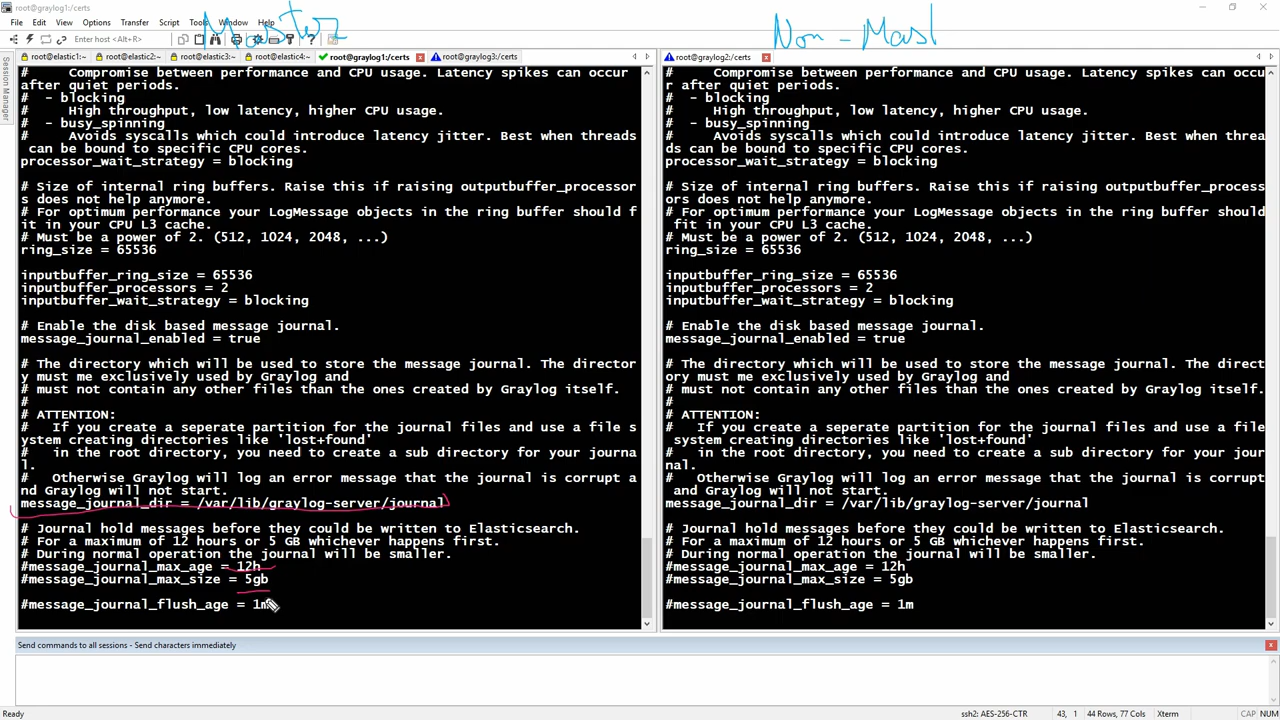 root@graylog1:/certs
File Edit View Options Transfer Script Tools Window Help
Master
Non - Mas
Enter host <Alt+R>
Session Manager
root@elastic1:~ root@elastic2:~ root@elastic3:~ root@elastic4:~ root@graylog1:/certs root@graylog3:/certs
#     Compromise between performance and CPU usage. Latency spikes can occur
after quiet periods.
#  - blocking
#     High throughput, low latency, higher CPU usage.
#  - busy_spinning
#     Avoids syscalls which could introduce latency jitter. Best when threads
 can be bound to specific CPU cores.
processor_wait_strategy = blocking
# Size of internal ring buffers. Raise this if raising outputbuffer_processor
s does not help anymore.
# For optimum performance your LogMessage objects in the ring buffer should f
it in your CPU L3 cache.
# Must be a power of 2. (512, 1024, 2048, ...)
ring_size = 65536
inputbuffer_ring_size = 65536
inputbuffer_processors = 2
inputbuffer_wait_strategy = blocking
# Enable the disk based message journal.
message_journal_enabled = true
# The directory which will be used to store the message journal. The director
y must me exclusively used by Graylog and
# must not contain any other files than the ones created by Graylog itself.
#
# ATTENTION:
#   If you create a seperate partition for the journal files and use a file s
ystem creating directories like 'lost+found'
#   in the root directory, you need to create a sub directory for your journa
l.
#   Otherwise Graylog will log an error message that the journal is corrupt a
nd Graylog will not start.
message_journal_dir = /var/lib/graylog-server/journal
# Journal hold messages before they could be written to Elasticsearch.
# For a maximum of 12 hours or 5 GB whichever happens first.
# During normal operation the journal will be smaller.
#message_journal_max_age = 12h
#message_journal_max_size = 5gb
#message_journal_flush_age = 1m
root@graylog2:/certs
#     Compromise between performance and CPU usage. Latency spikes can occu
r after quiet periods.
#  - blocking
#     High throughput, low latency, higher CPU usage.
#  - busy_spinning
#     Avoids syscalls which could introduce latency jitter. Best when threa
ds can be bound to specific CPU cores.
processor_wait_strategy = blocking
# Size of internal ring buffers. Raise this if raising outputbuffer_process
ors does not help anymore.
# For optimum performance your LogMessage objects in the ring buffer should
 fit in your CPU L3 cache.
# Must be a power of 2. (512, 1024, 2048, ...)
ring_size = 65536
inputbuffer_ring_size = 65536
inputbuffer_processors = 2
inputbuffer_wait_strategy = blocking
# Enable the disk based message journal.
message_journal_enabled = true
# The directory which will be used to store the message journal. The direct
ory must me exclusively used by Graylog and
# must not contain any other files than the ones created by Graylog itself.
#
# ATTENTION:
#   If you create a seperate partition for the journal files and use a file
 system creating directories like 'lost+found'
#   in the root directory, you need to create a sub directory for your jour
nal.
#   Otherwise Graylog will log an error message that the journal is corrupt
 and Graylog will not start.
message_journal_dir = /var/lib/graylog-server/journal
# Journal hold messages before they could be written to Elasticsearch.
# For a maximum of 12 hours or 5 GB whichever happens first.
# During normal operation the journal will be smaller.
#message_journal_max_age = 12h
#message_journal_max_size = 5gb
#message_journal_flush_age = 1m
Send commands to all sessions - Send characters immediately
Ready ssh2: AES-256-CTR 43, 1 44 Rows, 77 Cols Xterm CAP NUM